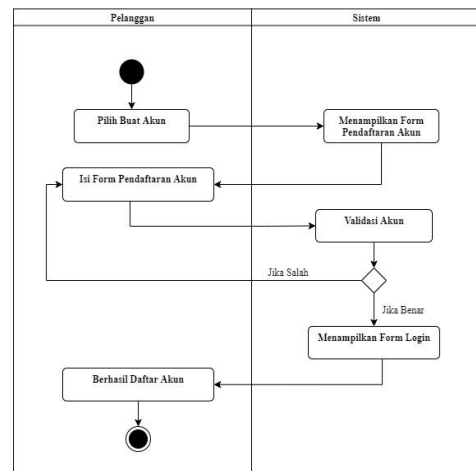 Pelanggan
Sistem
Pilih Buat Akun
Menampilkan Form
Pendaftaran Akun
Isi Form Pendaftaran Akun
Validasi Akun
Jika Salah
Jika Benar
Menampilkan Form Login
Berhasil Daftar Akun